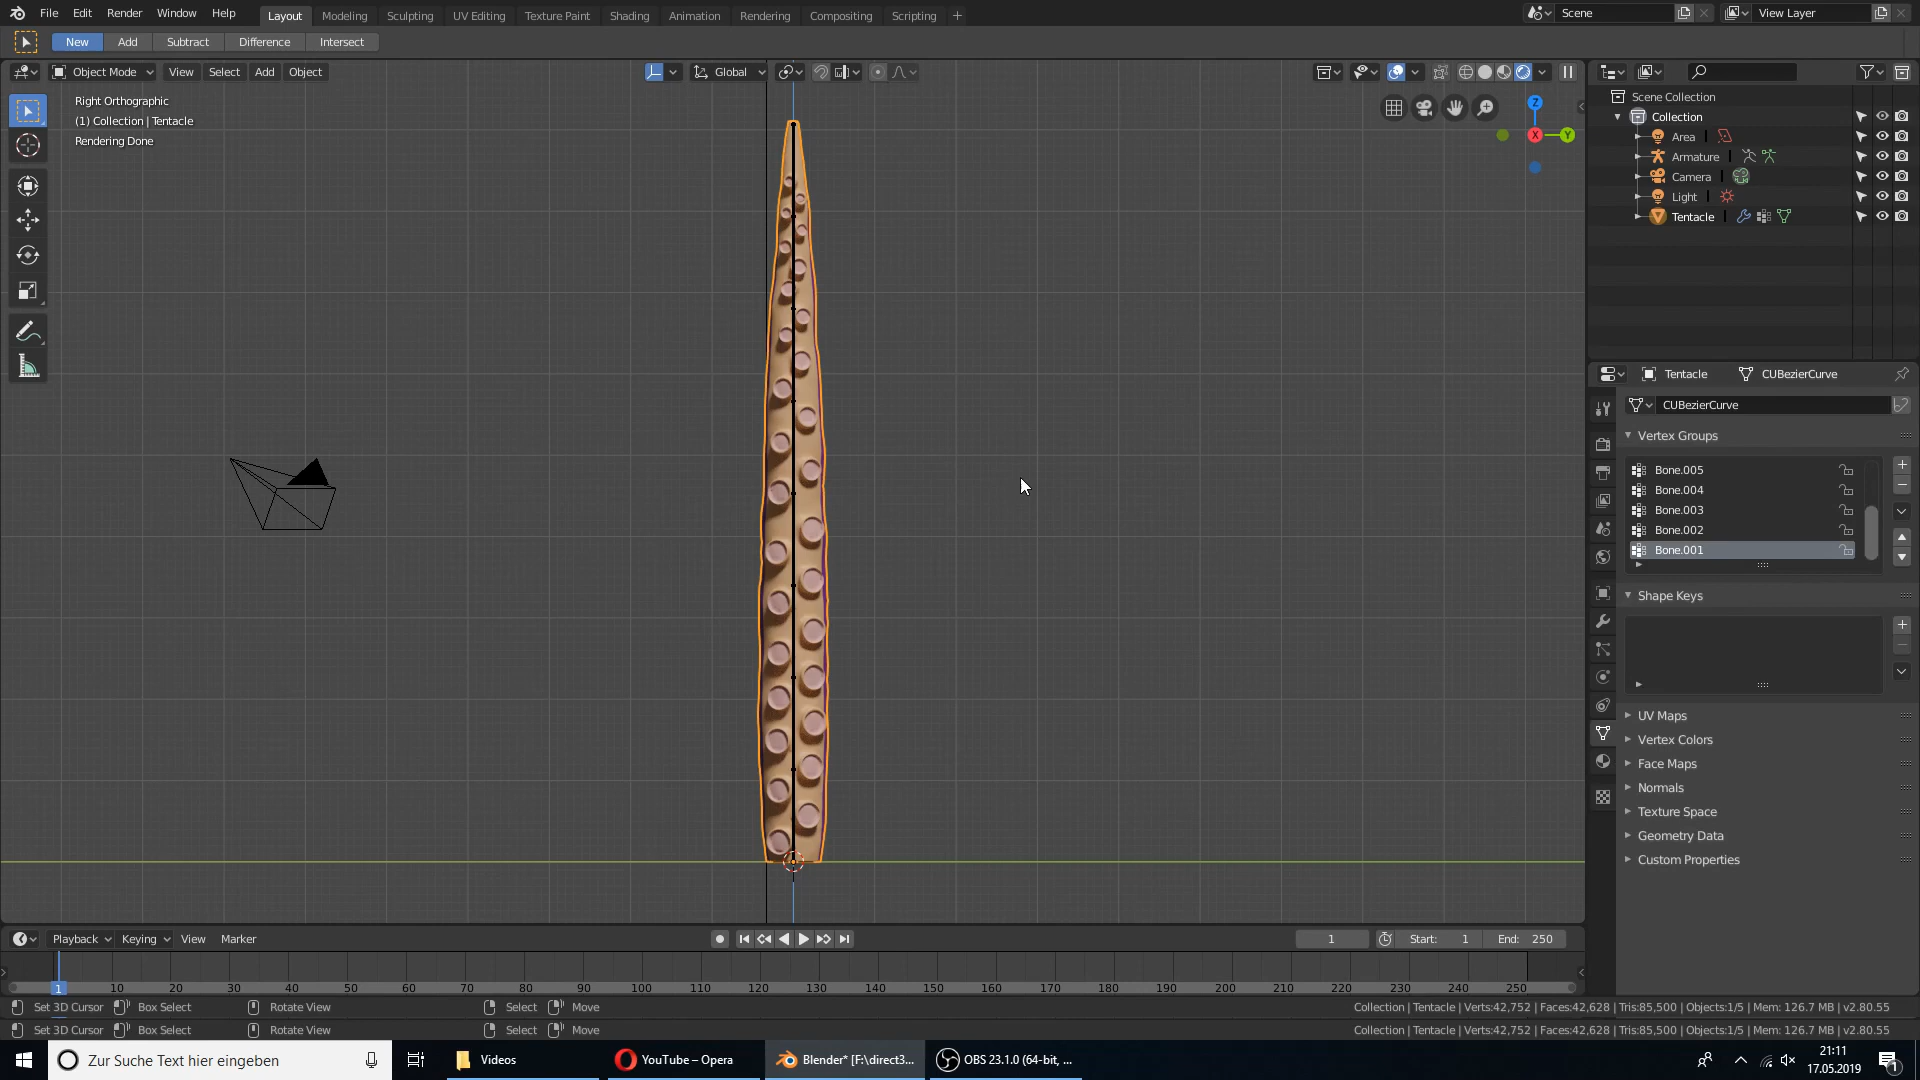 File Edit Render Window Help Layout Modeling Sculpting UV Editing Texture Paint Shading Animation Rendering Compositing Scripting + Scene View Layer
New Add Subtract Difference Intersect
Object Mode View Select Add Object Global
Right Orthographic
(1) Collection | Tentacle
Rendering Done
Z
X
Y
Scene Collection
Collection
Area
Armature
Camera
Light
Tentacle
Tentacle CUBezierCurve
CUBezierCurve
Vertex Groups
Bone.005
Bone.004
Bone.003
Bone.002
Bone.001
Shape Keys
UV Maps
Vertex Colors
Face Maps
Normals
Texture Space
Geometry Data
Custom Properties
Playback Keying View Marker 1 Start: 1 End: 250
1 10 20 30 40 50 60 70 80 90 100 110 120 130 140 150 160 170 180 190 200 210 220 230 240 250
Set 3D Cursor Box Select Rotate View Select Move Collection | Tentacle | Verts:42,752 | Faces:42,628 | Tris:85,500 | Objects:1/5 | Mem: 126.7 MB | v2.80.55
Set 3D Cursor Box Select Rotate View Select Move Collection | Tentacle | Verts:42,752 | Faces:42,628 | Tris:85,500 | Objects:1/5 | Mem: 126.7 MB | v2.80.55
Zur Suche Text hier eingeben Videos YouTube – Opera Blender* [F:\direct3... OBS 23.1.0 (64-bit, ... 21:11
17.05.2019 1